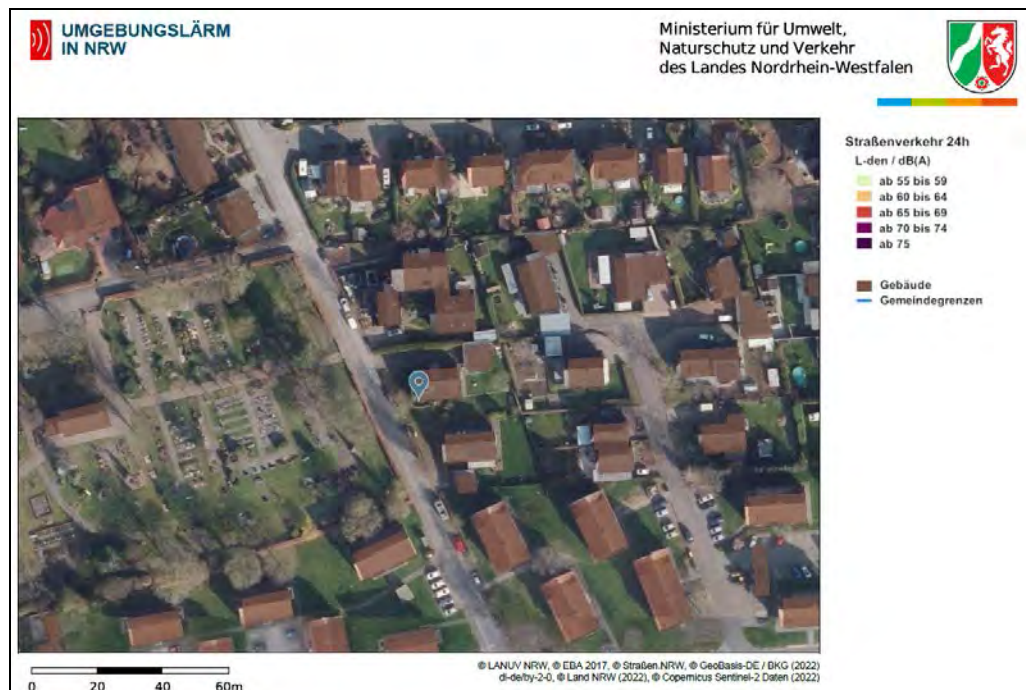 UMGEBUNGSLÄRM
IN NRW
Ministerium für Umwelt,
Naturschutz und Verkehr
des Landes Nordrhein-Westfalen
Straßenverkehr 24h
L-den / dB(A)
ab 55 bis 59
ab 60 bis 64
ab 65 bis 69
ab 70 bis 74
ab 75
Gebäude
Gemeindegrenzen
0 20 40 60m
© LANUV NRW, © EBA 2017, © Straßen.NRW, © GeoBasis-DE / BKG (2022)
dl-de/by-2-0, © Land NRW (2022), © Copernicus Sentinel-2 Daten (2022)